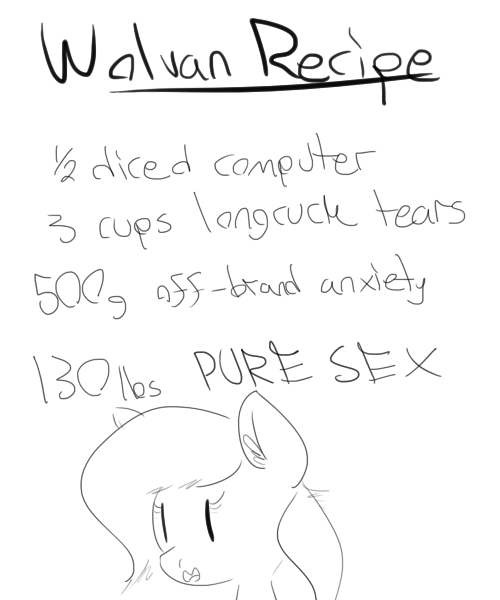 Walvan Recipe
½ diced computer
3 cups longcuck tears
500g off-brand anxiety
130lbs PURE SEX